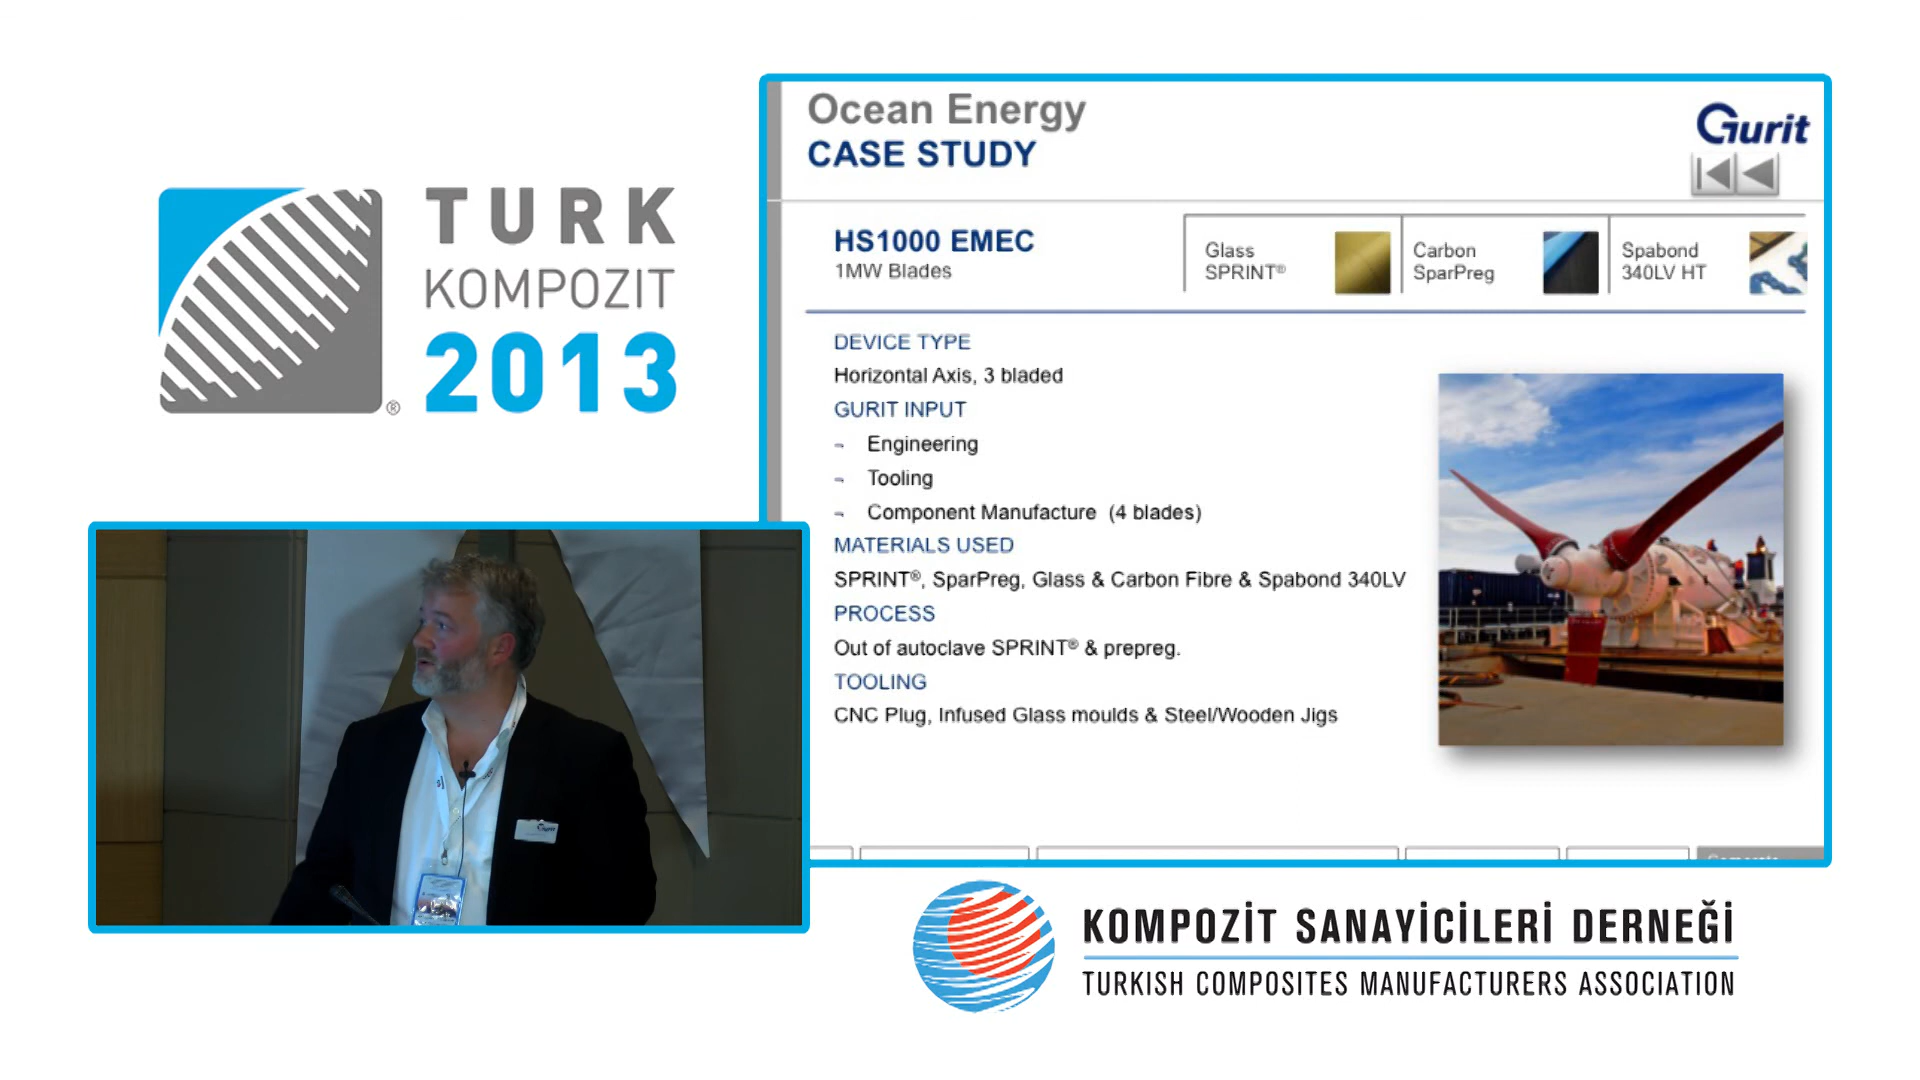 TURK
KOMPOZIT
2013
®
Ocean Energy
CASE STUDY
Gurit
HS1000 EMEC
1MW Blades
Glass
SPRINT®
Carbon
SparPreg
Spabond
340LV HT
DEVICE TYPE
Horizontal Axis, 3 bladed
GURIT INPUT
- Engineering
- Tooling
- Component Manufacture (4 blades)
MATERIALS USED
SPRINT®, SparPreg, Glass & Carbon Fibre & Spabond 340LV
PROCESS
Out of autoclave SPRINT® & prepreg.
TOOLING
CNC Plug, Infused Glass moulds & Steel/Wooden Jigs
Gurit
KOMPOZİT SANAYİCİLERİ DERNEĞİ
TURKISH COMPOSITES MANUFACTURERS ASSOCIATION